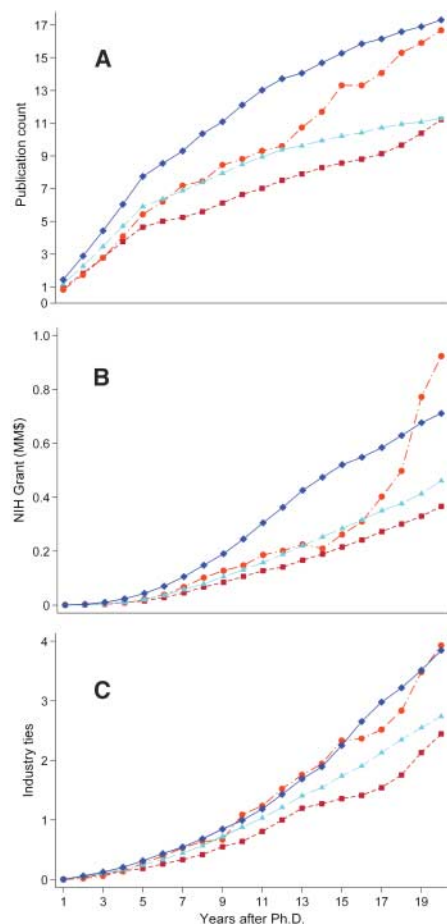 A
Publication count
17
15
13
11
9
7
5
3
1
0
B
NIH Grant (MM$)
1.0
0.8
0.6
0.4
0.2
0
C
Industry ties
4
3
2
1
0
1 3 5 7 9 11 13 15 17 19
Years after Ph.D.